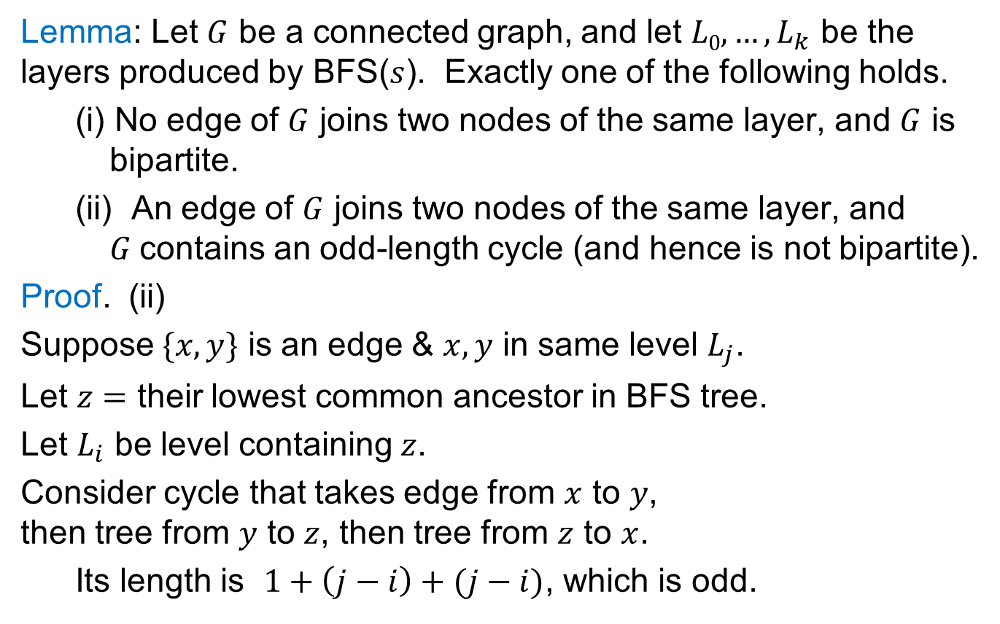 Lemma: Let G be a connected graph, and let L₀, … , Lₖ be the
layers produced by BFS(s).  Exactly one of the following holds.
(i) No edge of G joins two nodes of the same layer, and G is
bipartite.
(ii)  An edge of G joins two nodes of the same layer, and
G contains an odd-length cycle (and hence is not bipartite).
Proof.  (ii)
Suppose {x, y} is an edge & x, y in same level Lⱼ.
Let z = their lowest common ancestor in BFS tree.
Let Lᵢ be level containing z.
Consider cycle that takes edge from x to y,
then tree from y to z, then tree from z to x.
Its length is  1 + (j − i) + (j − i), which is odd.